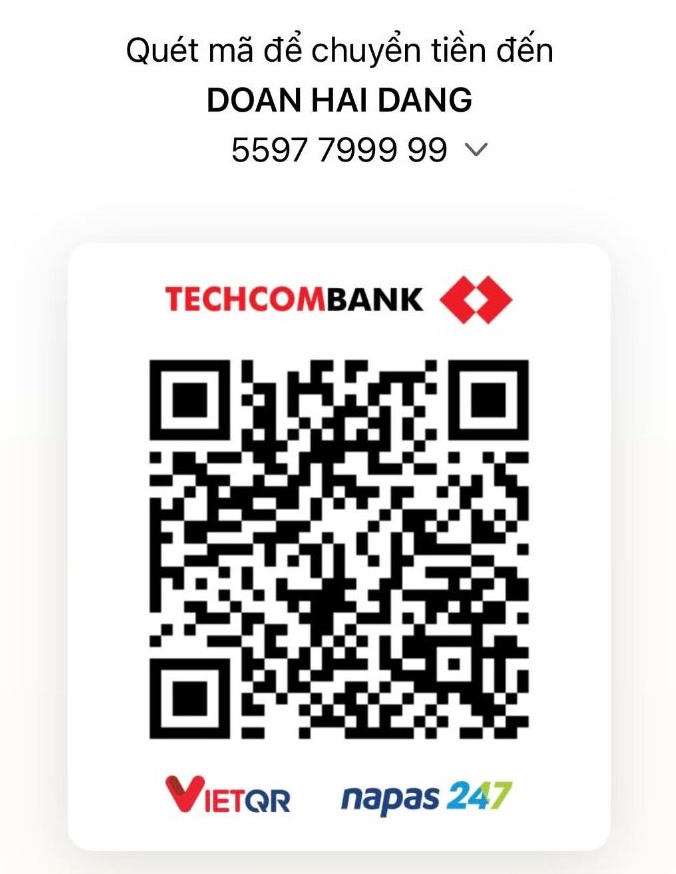 Quét mã để chuyển tiền đến
DOAN HAI DANG
5597 7999 99
TECHCOMBANK
VIETQR
napas 247